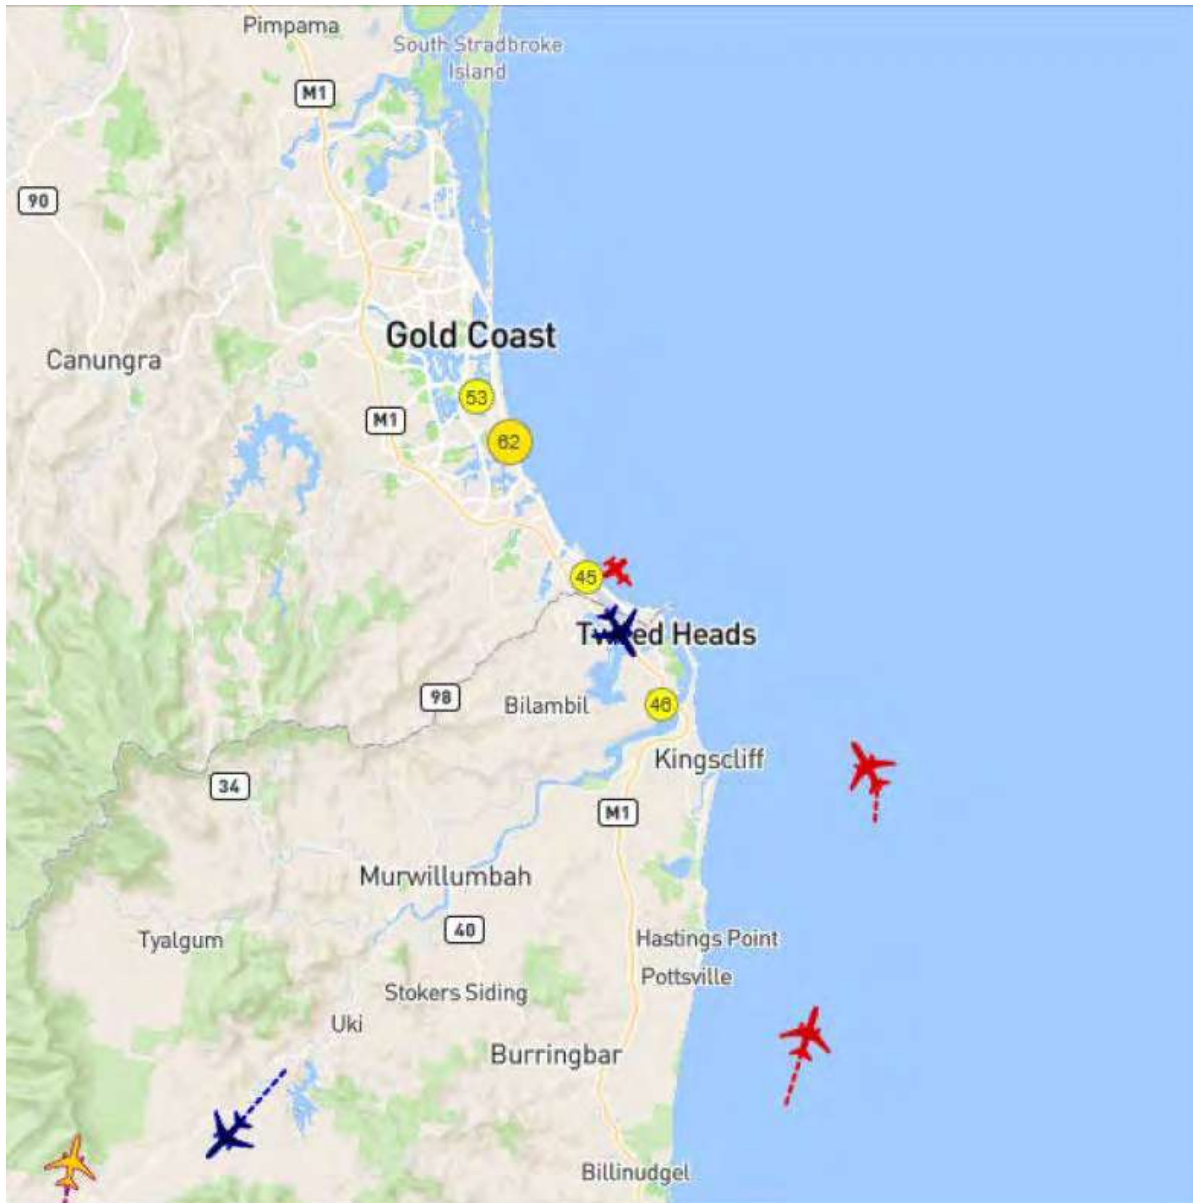 Pimpama
South Stradbroke
Island
M1
90
Gold Coast
Canungra
53
M1
62
45
Heads
98
Bilambil
46
Kingscliff
34
M1
Murwillumbah
40
Tyalgum
Hastings Point
Pottsville
Stokers Siding
Uki
Burringbar
Billinudgel